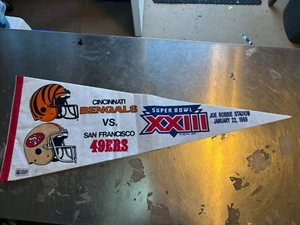 CINCINNATI
BENGALS
VS.
SAN FRANCISCO
49ERS
SUPER BOWL
XXIII
JOE ROBBIE STADIUM
JANUARY 22, 1989